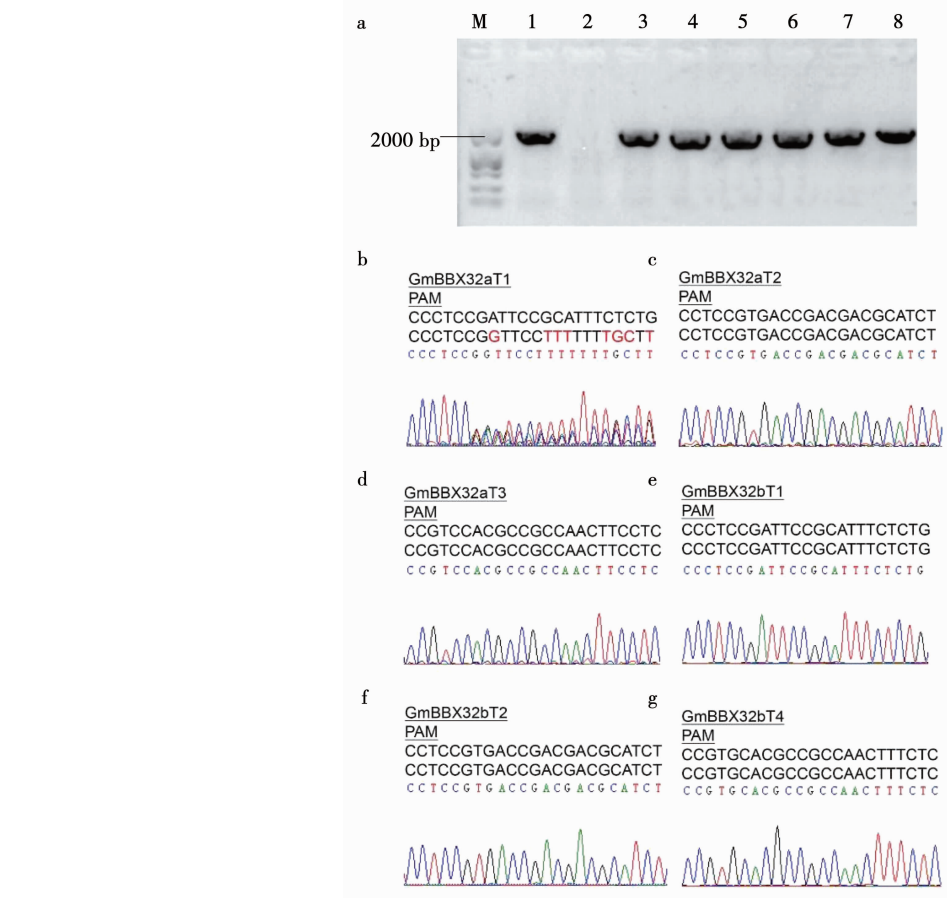 a
M 1 2 3 4 5 6 7 8
2000 bp
b
GmBBX32aT1
PAM
CCCTCCGATTCCGCATTTCTCTG
CCCTCCGGTTCCTTTTTTTGCTT
CCCTCCGGTTCCTTTTTTTGCTT
c
GmBBX32aT2
PAM
CCTCCGTGACCGACGACGCATCT
CCTCCGTGACCGACGACGCATCT
CCTCCGTGACCGACGACGCATCT
d
GmBBX32aT3
PAM
CCGTCCACGCCGCCAACTTCCTC
CCGTCCACGCCGCCAACTTCCTC
CCGTCCACGCCGCCAACTTCCTC
e
GmBBX32bT1
PAM
CCCTCCGATTCCGCATTTCTCTG
CCCTCCGATTCCGCATTTCTCTG
CCCTCCGATTCCGCATTTCTCTG
f
GmBBX32bT2
PAM
CCTCCGTGACCGACGACGCATCT
CCTCCGTGACCGACGACGCATCT
CCTCCGTGACCGACGACGCATCT
g
GmBBX32bT4
PAM
CCGTGCACGCCGCCAACTTTCTC
CCGTGCACGCCGCCAACTTTCTC
CCGTGCACGCCGCCAACTTTCTC